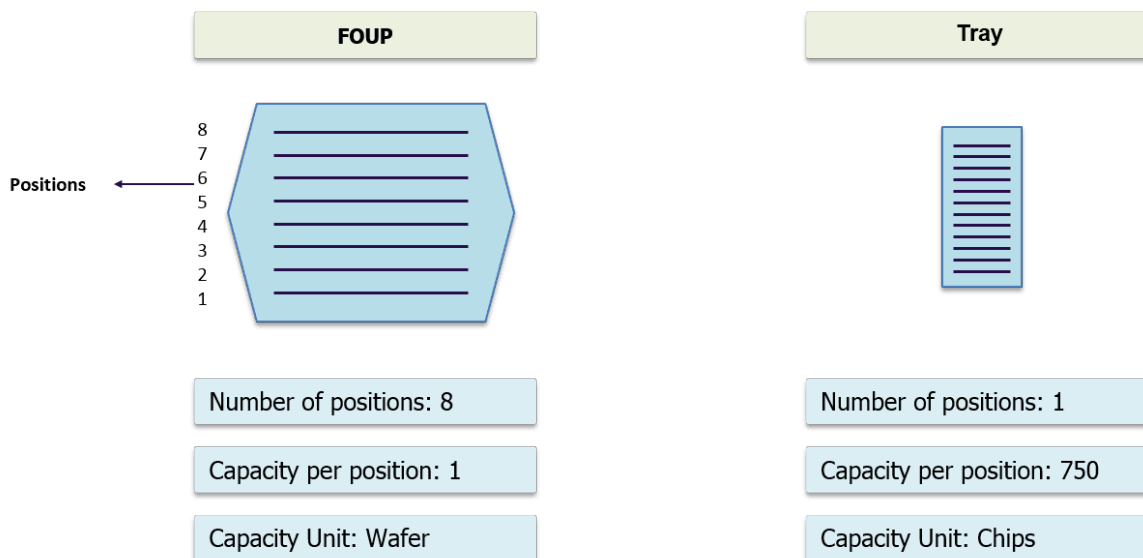 FOUP
Tray
8
7
6
5
4
3
2
1
Positions
Number of positions: 8
Number of positions: 1
Capacity per position: 1
Capacity per position: 750
Capacity Unit: Wafer
Capacity Unit: Chips